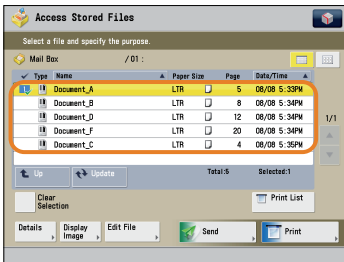 Access Stored Files
Select a file and specify the purpose.
Mail Box / 01 :
Type Name Paper Size Page Date/Time
Document_A LTR 5 08/08 5:33PM
Document_B LTR 8 08/08 5:34PM
Document_D LTR 12 08/08 5:34PM
Document_F LTR 20 08/08 5:34PM
Document_C LTR 4 08/08 5:35PM
1/1
Up Update Total:5 Selected:1
Clear Selection Print List
Details Display Image Edit File Send Print